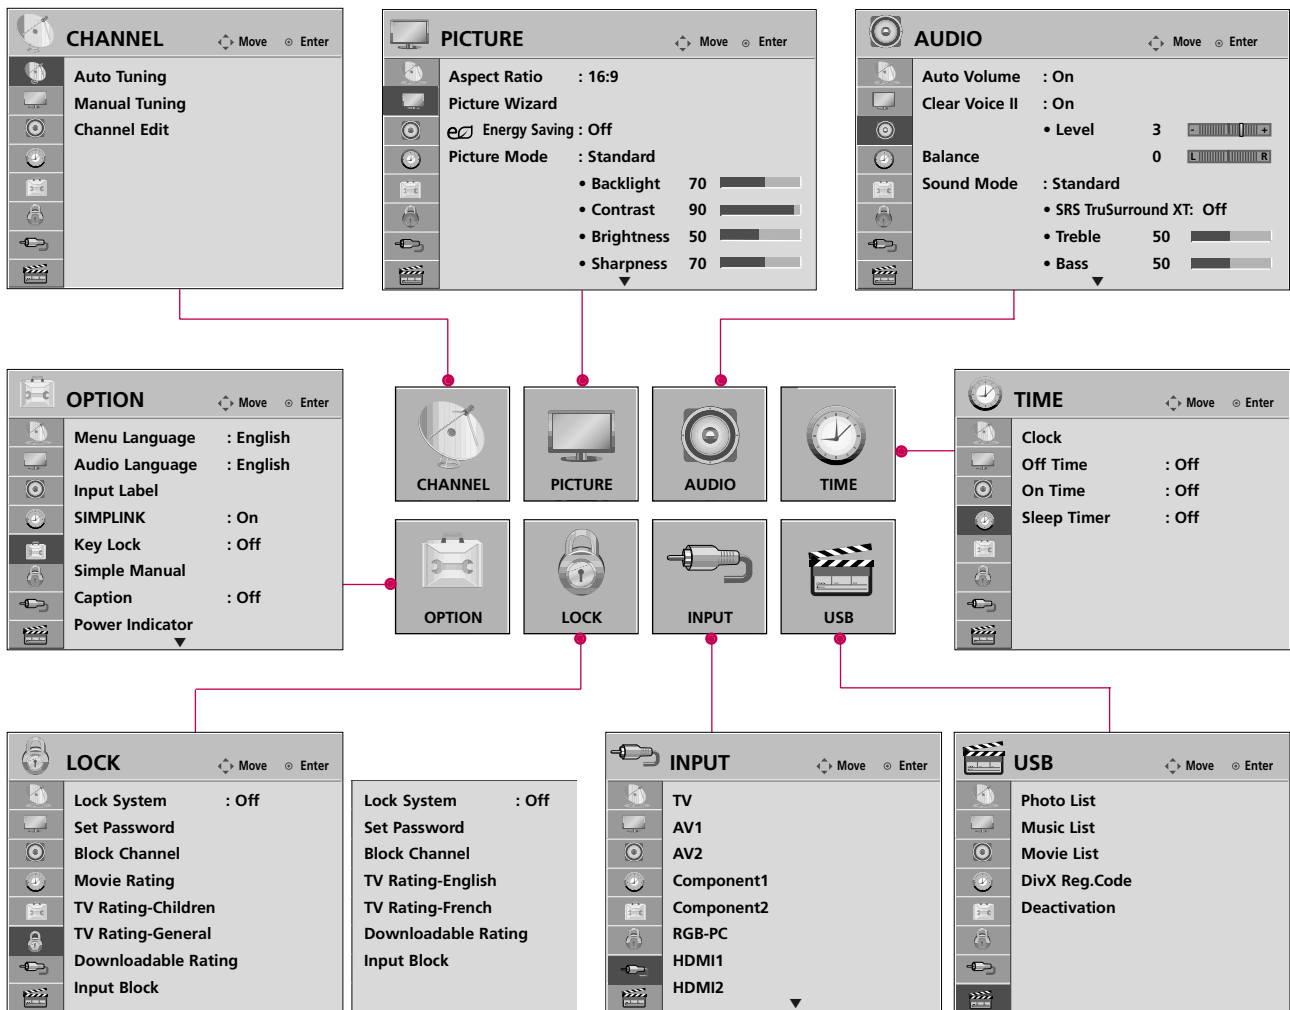 CHANNEL Move Enter
Auto Tuning
Manual Tuning
Channel Edit
PICTURE Move Enter
Aspect Ratio : 16:9
Picture Wizard
e Energy Saving : Off
Picture Mode : Standard
• Backlight 70
• Contrast 90
• Brightness 50
• Sharpness 70
AUDIO Move Enter
Auto Volume : On
Clear Voice II : On
• Level 3 - +
Balance 0 L R
Sound Mode : Standard
• SRS TruSurround XT: Off
• Treble 50
• Bass 50
OPTION Move Enter
Menu Language : English
Audio Language : English
Input Label
SIMPLINK : On
Key Lock : Off
Simple Manual
Caption : Off
Power Indicator
CHANNEL
PICTURE
AUDIO
TIME
OPTION
LOCK
INPUT
USB
TIME Move Enter
Clock
Off Time : Off
On Time : Off
Sleep Timer : Off
LOCK Move Enter
Lock System : Off
Set Password
Block Channel
Movie Rating
TV Rating-Children
TV Rating-General
Downloadable Rating
Input Block
Lock System : Off
Set Password
Block Channel
TV Rating-English
TV Rating-French
Downloadable Rating
Input Block
INPUT Move Enter
TV
AV1
AV2
Component1
Component2
RGB-PC
HDMI1
HDMI2
USB Move Enter
Photo List
Music List
Movie List
DivX Reg.Code
Deactivation